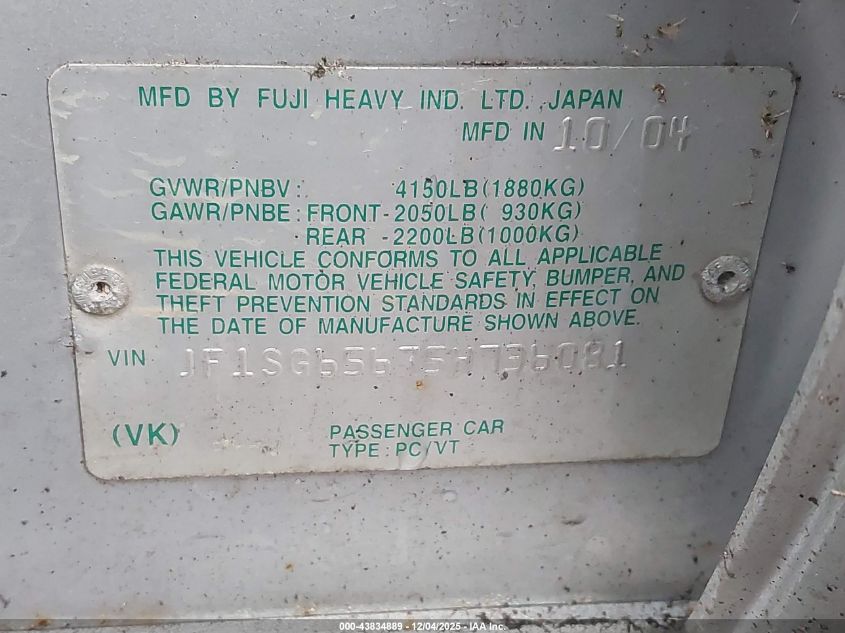 MFD BY FUJI HEAVY IND. LTD. JAPAN
MFD IN 10/04
GVWR/PNBV: 4150LB(1880KG)
GAWR/PNBE: FRONT-2050LB( 930KG)
REAR -2200LB(1000KG)
THIS VEHICLE CONFORMS TO ALL APPLICABLE
FEDERAL MOTOR VEHICLE SAFETY, BUMPER, AND
THEFT PREVENTION STANDARDS IN EFFECT ON
THE DATE OF MANUFACTURE SHOWN ABOVE.
VIN JF1SG65675H736081
(VK) PASSENGER CAR
TYPE: PC/VT
000-43834889 - 12/04/2025 - IAA Inc.